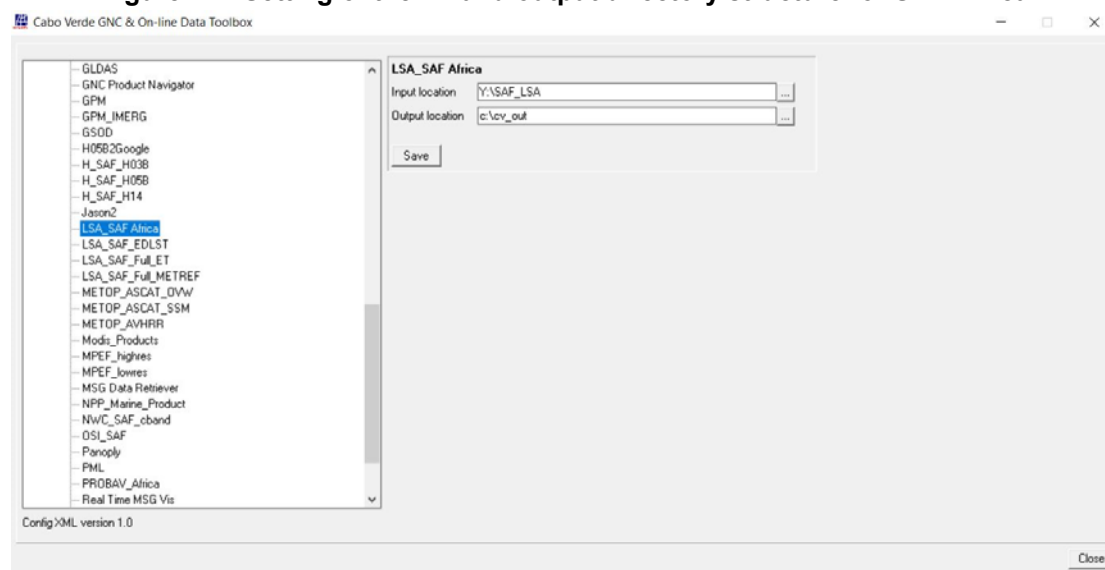 Cabo Verde GNC & On-line Data Toolbox
GLDAS
GNC Product Navigator
GPM
GPM_IMERG
GSOD
H05B2Google
H_SAF_H03B
H_SAF_H05B
H_SAF_H14
Jason2
LSA_SAF Africa
LSA_SAF_EDLST
LSA_SAF_Full_ET
LSA_SAF_Full_METREF
METOP_ASCAT_OVW
METOP_ASCAT_SSM
METOP_AVHRR
Modis_Products
MPEF_highres
MPEF_lowres
MSG Data Retriever
NPP_Marine_Product
NWC_SAF_cband
OSI_SAF
Panoply
PML
PROBAV_Africa
Real Time MSG Vis
Config XML version 1.0
LSA_SAF Africa
Input location Y:\SAF_LSA ...
Output location c:\cv_out ...
Save
Close